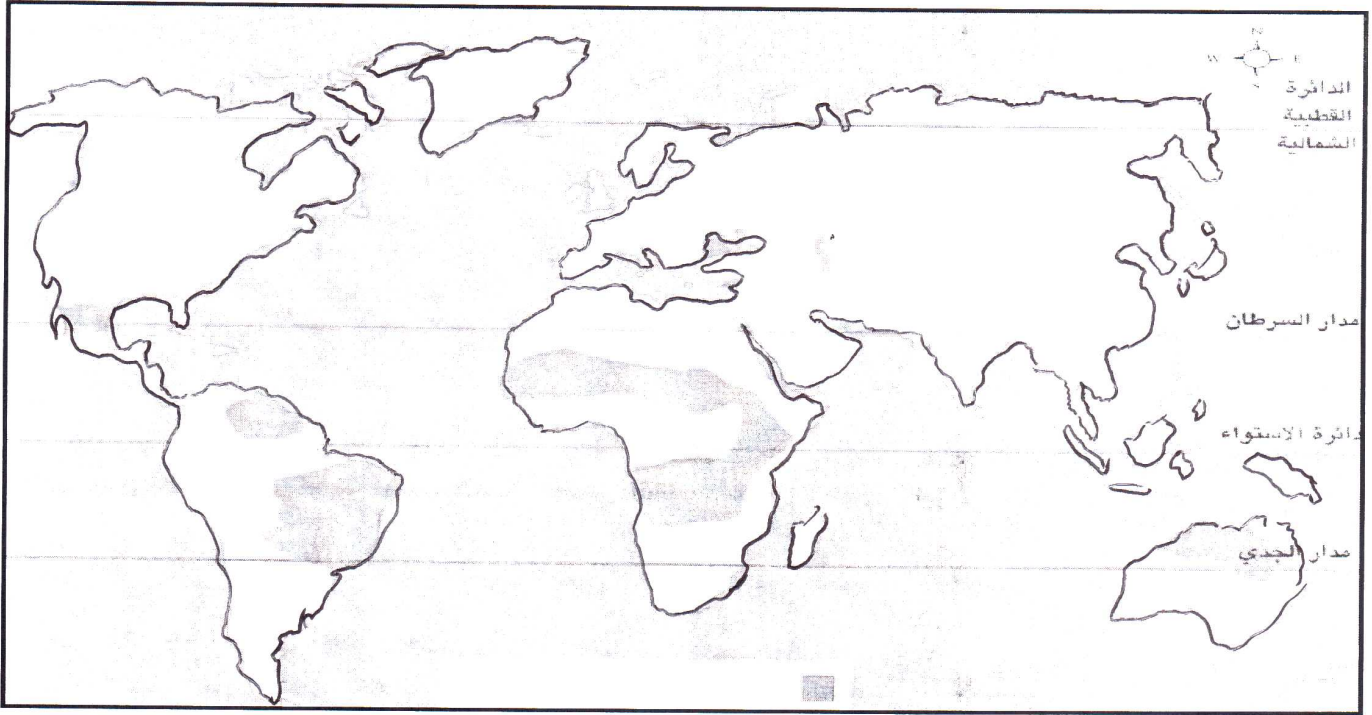 N
W E
الدائرة
القطبية
الشمالية
مدار السرطان
دائرة الاستواء
مدار الجدي